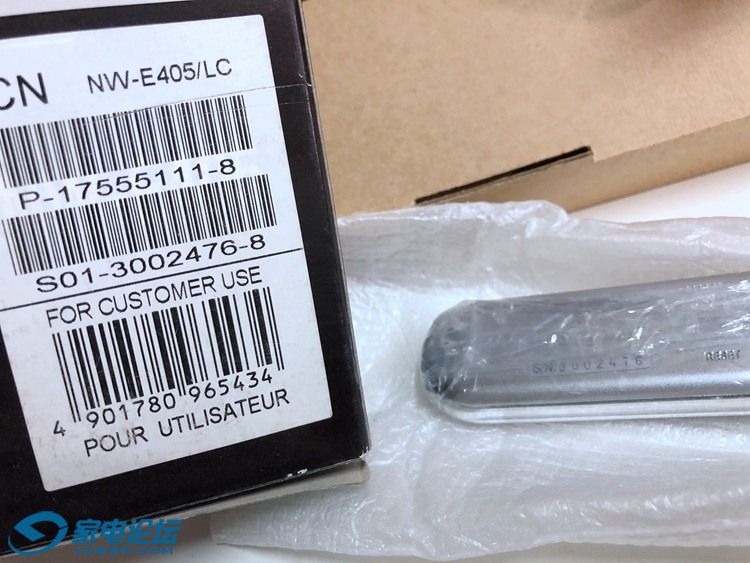 CN NW-E405/LC
P-17555111-8
S01-3002476-8
FOR CUSTOMER USE
4 901780 965434
POUR UTILISATEUR
S.N.3002476
RESET
家电论坛